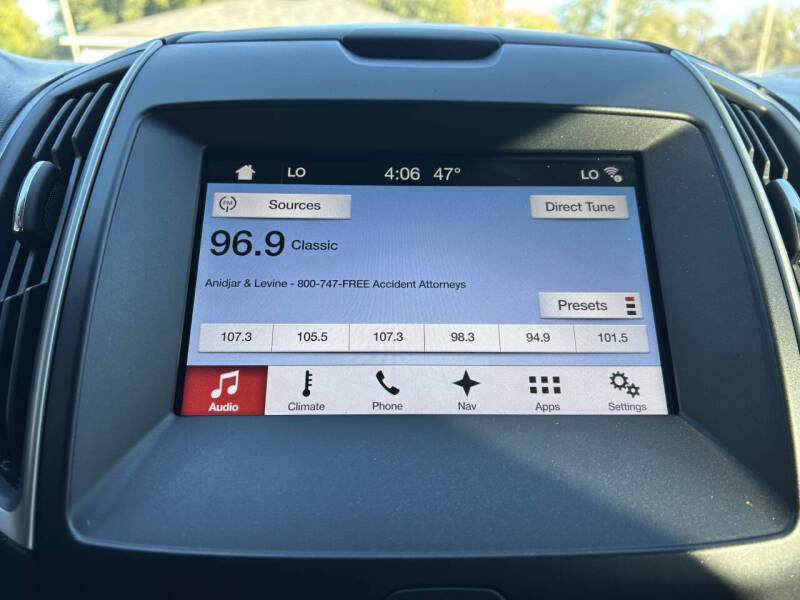 LO 4:06 47° LO
FM Sources Direct Tune
96.9 Classic
Anidjar & Levine - 800-747-FREE Accident Attorneys
Presets
107.3 105.5 107.3 98.3 94.9 101.5
Audio Climate Phone Nav Apps Settings